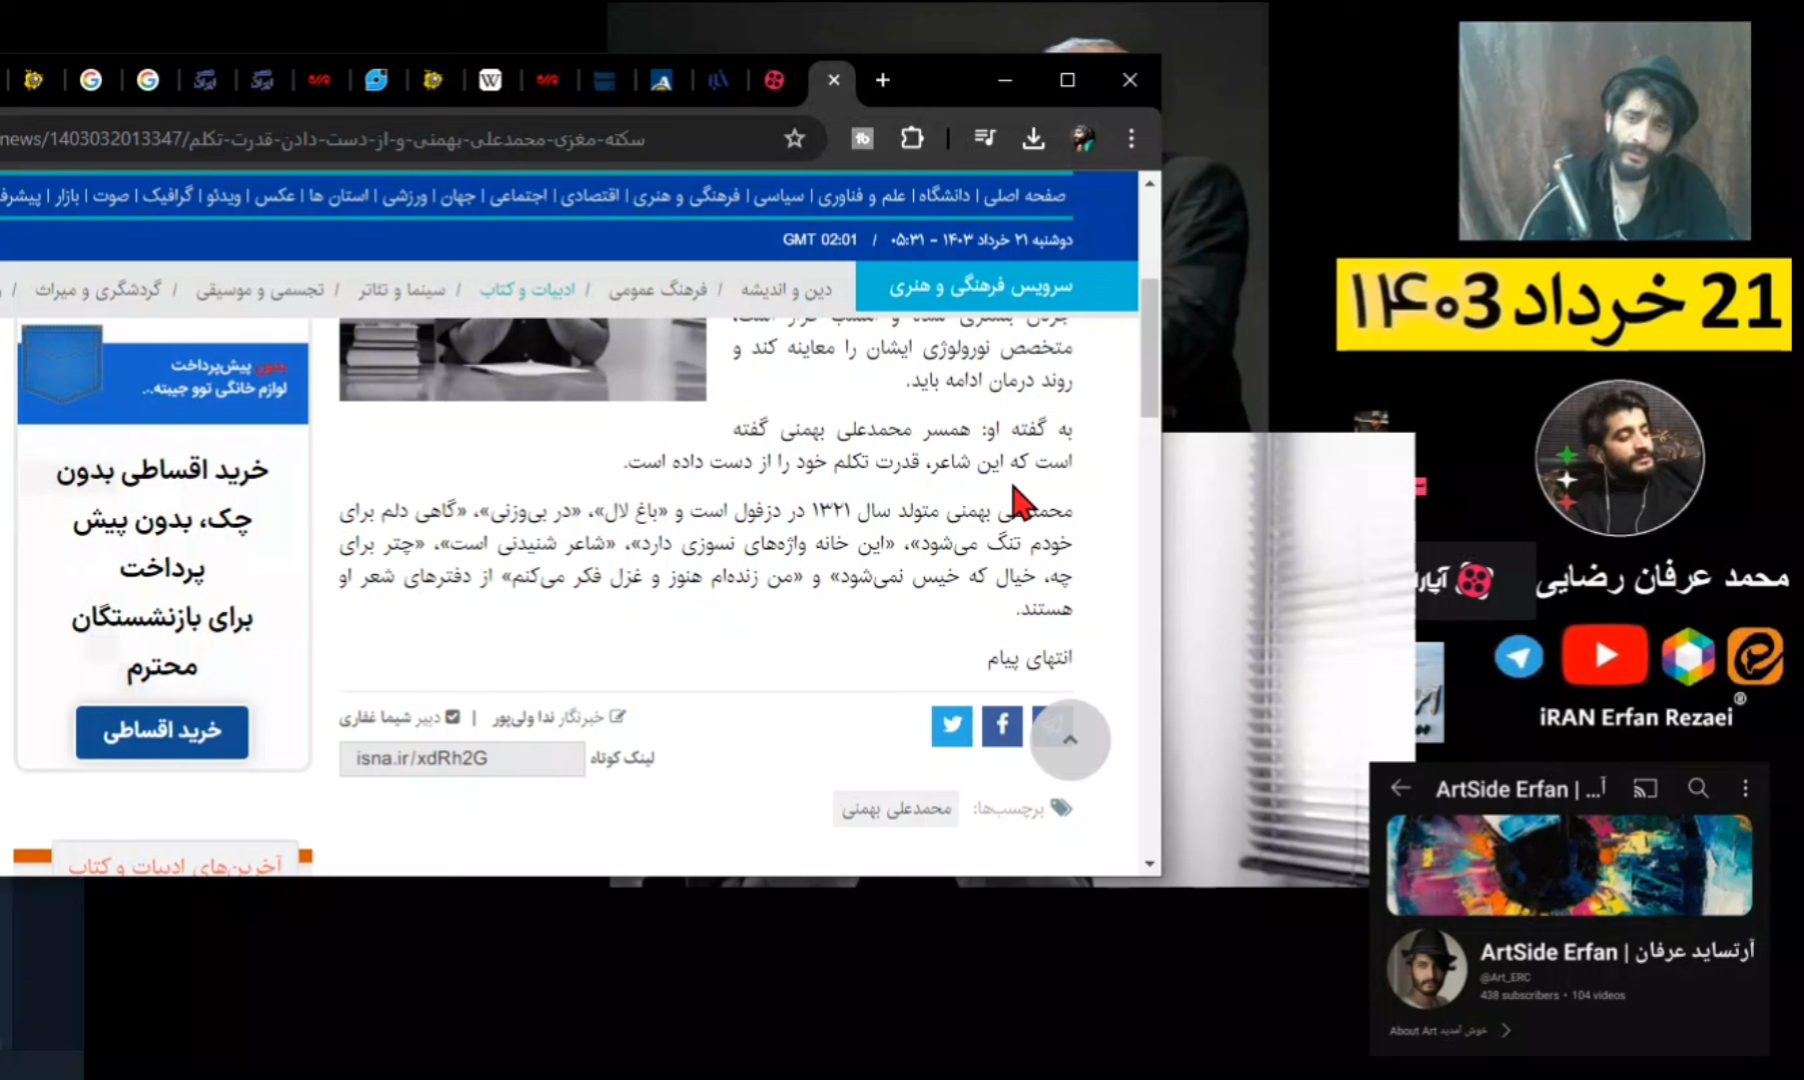 news/1403032013347/سکته-مغزی-محمدعلی-بهمنی-و-از-دست-دادن-قدرت-تکلم
صفحه اصلی | دانشگاه | علم و فناوری | سیاسی | فرهنگی و هنری | اقتصادی | اجتماعی | جهان | ورزشی | استان ها | عکس | ویدئو | گرافیک | صوت | بازار |
دوشنبه ۲۱ خرداد ۱۴۰۳ - ۰۵:۳۱ / GMT 02:01
سرویس فرهنگی و هنری
دین و اندیشه / فرهنگ عمومی / ادبیات و کتاب / سینما و تئاتر / تجسمی و موسیقی / گردشگری و میراث /
متخصص نورولوژی ایشان را معاینه کند و
روند درمان ادامه یابد.
به گفته او: همسر محمدعلی بهمنی گفته
است که این شاعر، قدرت تکلم خود را از دست داده است.
بهمنی متولد سال ۱۳۲۱ در دزفول است و «باغ لال»، «در بی‌وزنی»، «گاهی دلم برای
خودم تنگ می‌شود»، «این خانه واژه‌های نسوزی دارد»، «شاعر شنیدنی است»، «چتر برای
چه، خیال که خیس نمی‌شود» و «من زنده‌ام هنوز و غزل فکر می‌کنم» از دفترهای شعر او
هستند.
انتهای پیام
خبرنگار ندا ولی‌پور | دبیر شیما غفاری
لینک کوتاه isna.ir/xdRh2G
برچسب‌ها: محمدعلی بهمنی
بدون پیش‌پرداخت
لوازم خانگی توو جیبته..
خرید اقساطی بدون
چک، بدون پیش
پرداخت
برای بازنشستگان
محترم
خرید اقساطی
آخرین‌های ادبیات و کتاب
21 خرداد 1403
محمد عرفان رضایی
iRAN Erfan Rezaei®
ArtSide Erfan | آ...
ArtSide Erfan | آرتساید عرفان
@Art_ERC
438 subscribers • 104 videos
About Art خوش آمدید